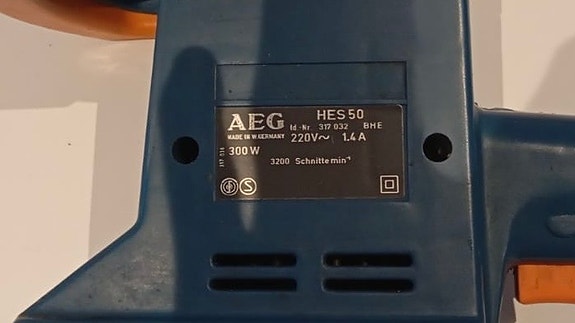 AEG HES 50
Id.-Nr. 317 032 BHE
MADE IN W.GERMANY 220V~ 1.4 A
300 W
3200 Schnitte min⁻¹
S